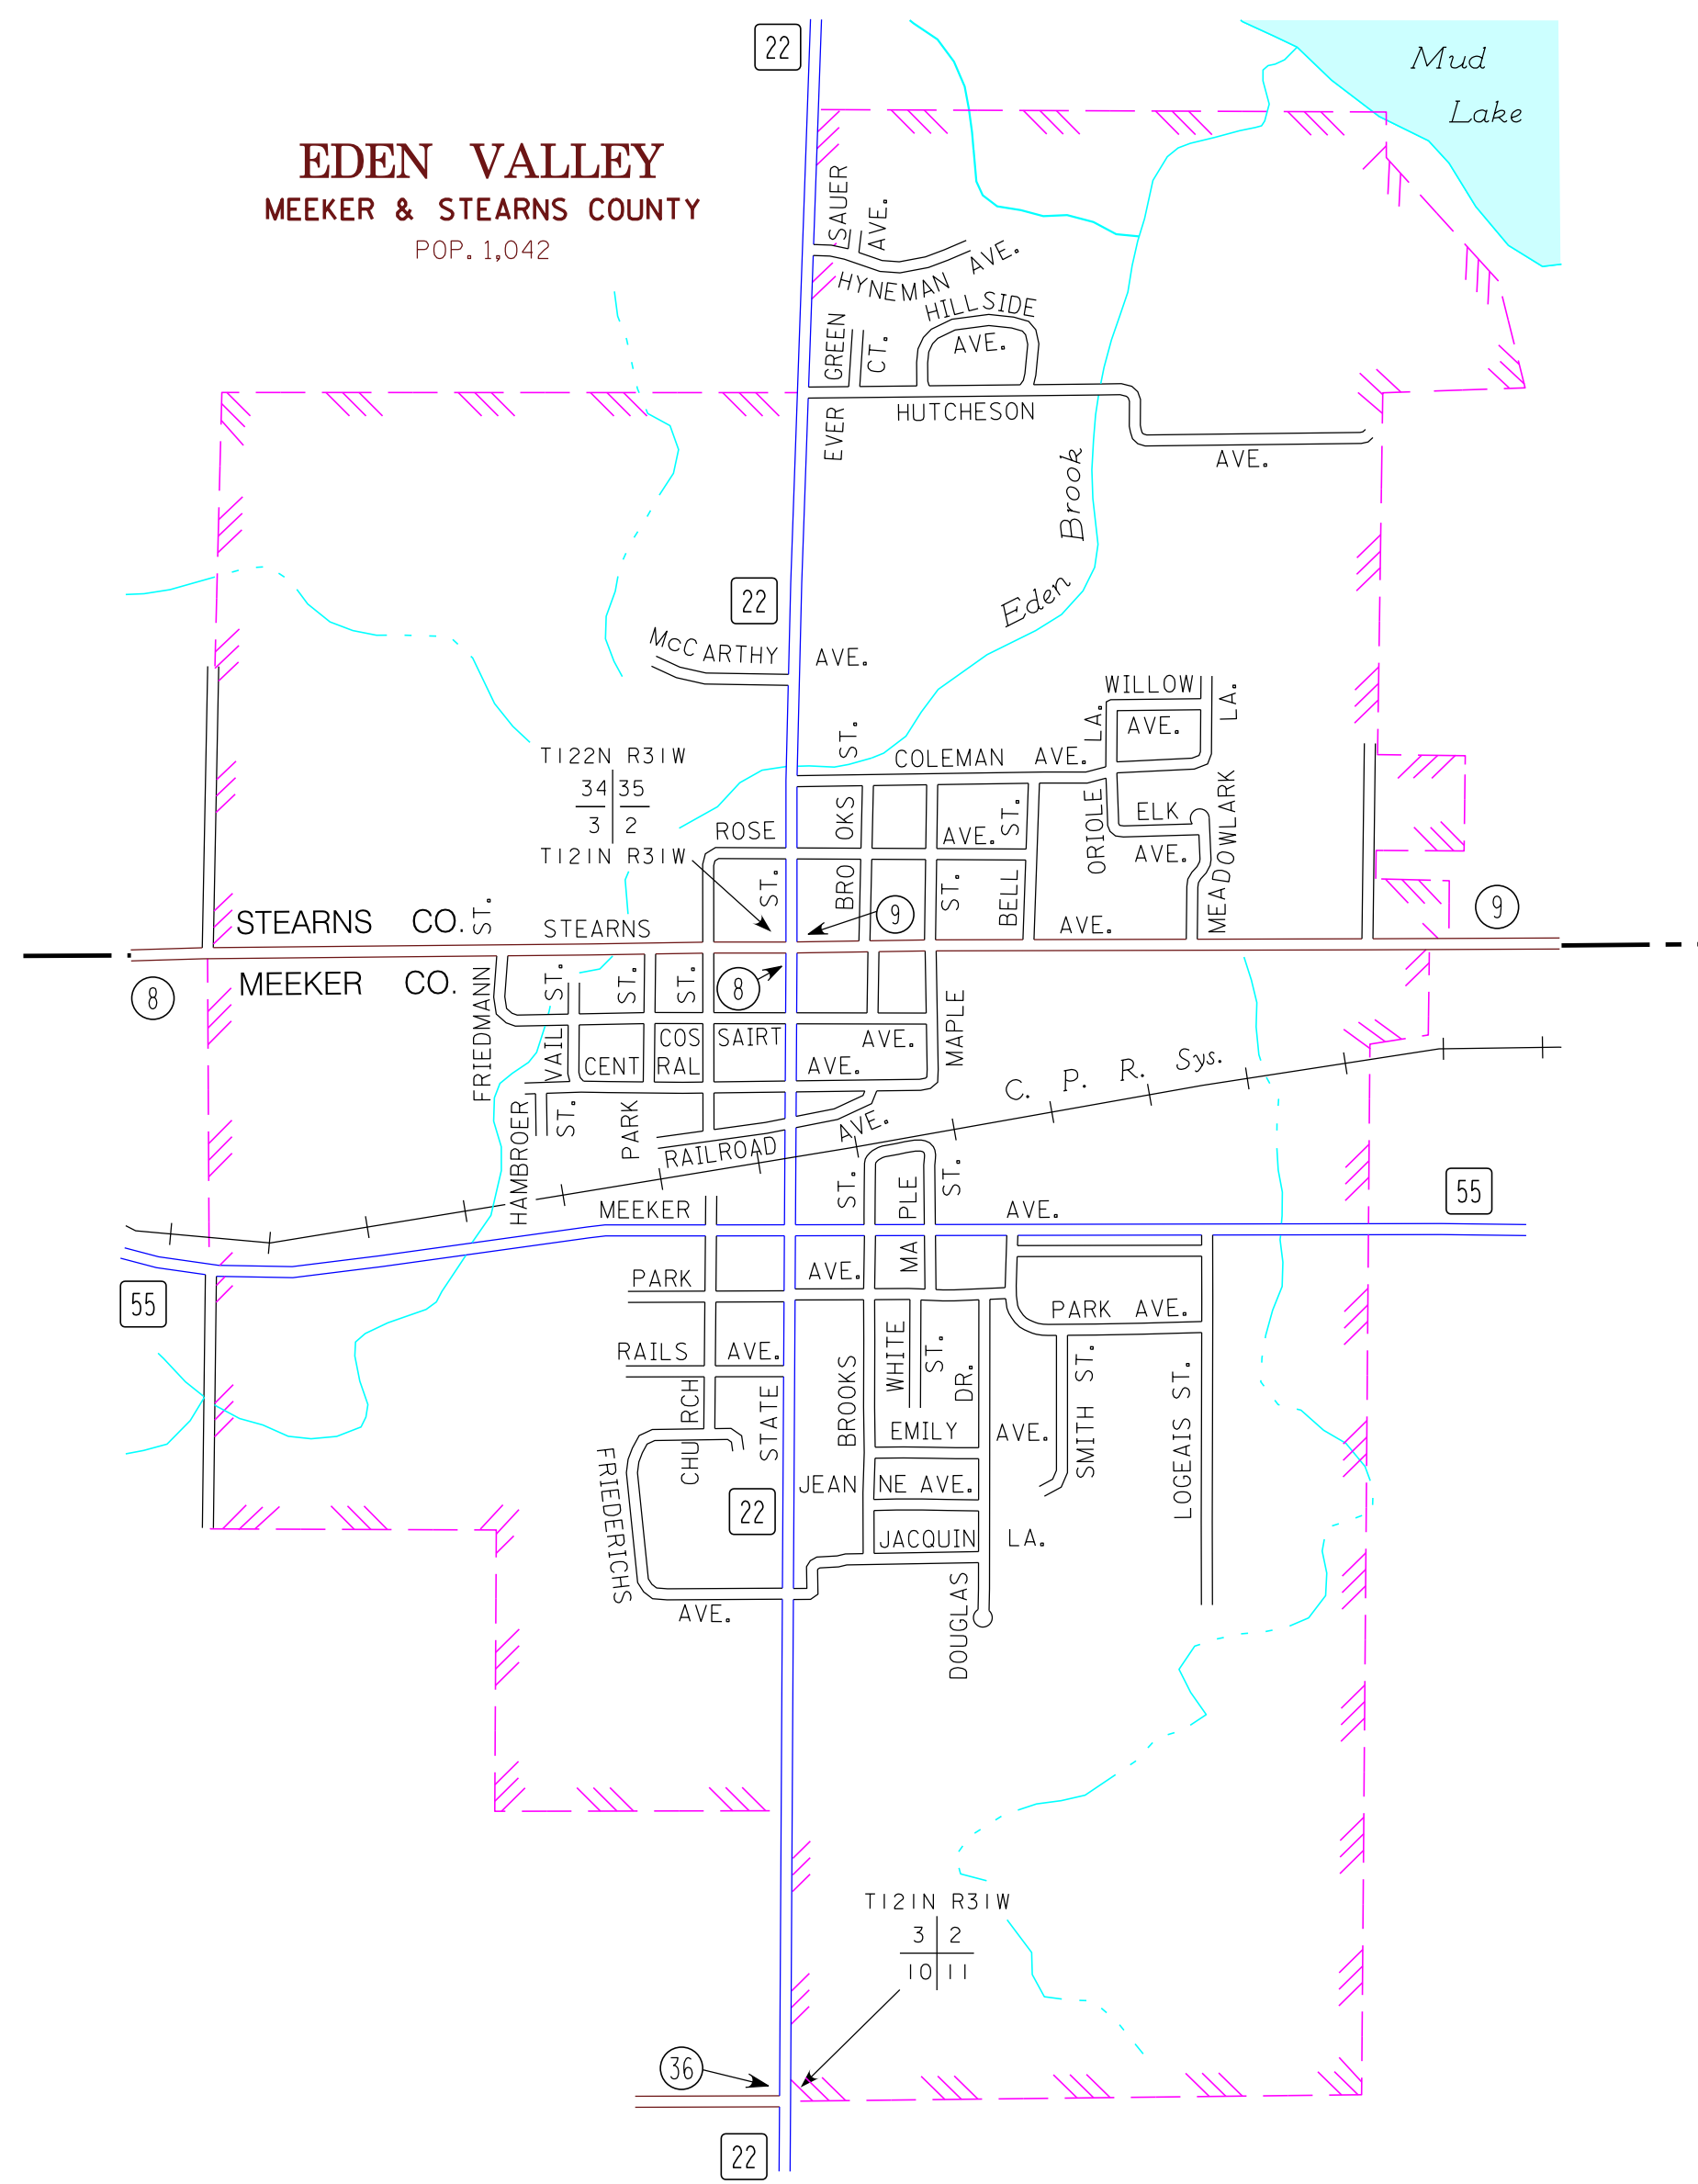 22
Mud
Lake
EDEN VALLEY
MEEKER & STEARNS COUNTY
POP. 1,042
SAUER
AVE.
HYNEMAN AVE.
HILLSIDE
AVE.
EVER GREEN
CT.
HUTCHESON
AVE.
Eden Brook
22
McCARTHY AVE.
WILLOW
LA.
AVE.
LA.
ST.
COLEMAN AVE.
T122N R31W
34 35
3 2
T121N R31W
ROSE
AVE.
BRO OKS
ST.
ST.
BELL
ST.
ORIOLE
ELK
AVE.
MEADOWLARK
9
9
STEARNS CO.
ST.
STEARNS
AVE.
MEEKER CO.
8
8
FRIEDMANN
VAIL ST.
ST.
ST.
COS SAIRT
AVE.
CENT RAL
AVE.
MAPLE
HAMBROER
ST.
PARK
RAILROAD
AVE.
C. P. R. Sys.
ST.
MA PLE
ST.
MEEKER
AVE.
55
55
PARK
AVE.
PARK AVE.
RAILS AVE.
WHITE
ST.
DR.
BROOKS
SMITH ST.
LOGEAIS ST.
CHU RCH
STATE
EMILY
AVE.
JEAN NE AVE.
FRIEDERICHS
22
JACQUIN LA.
AVE.
DOUGLAS
T121N R31W
3 2
10 11
36
22